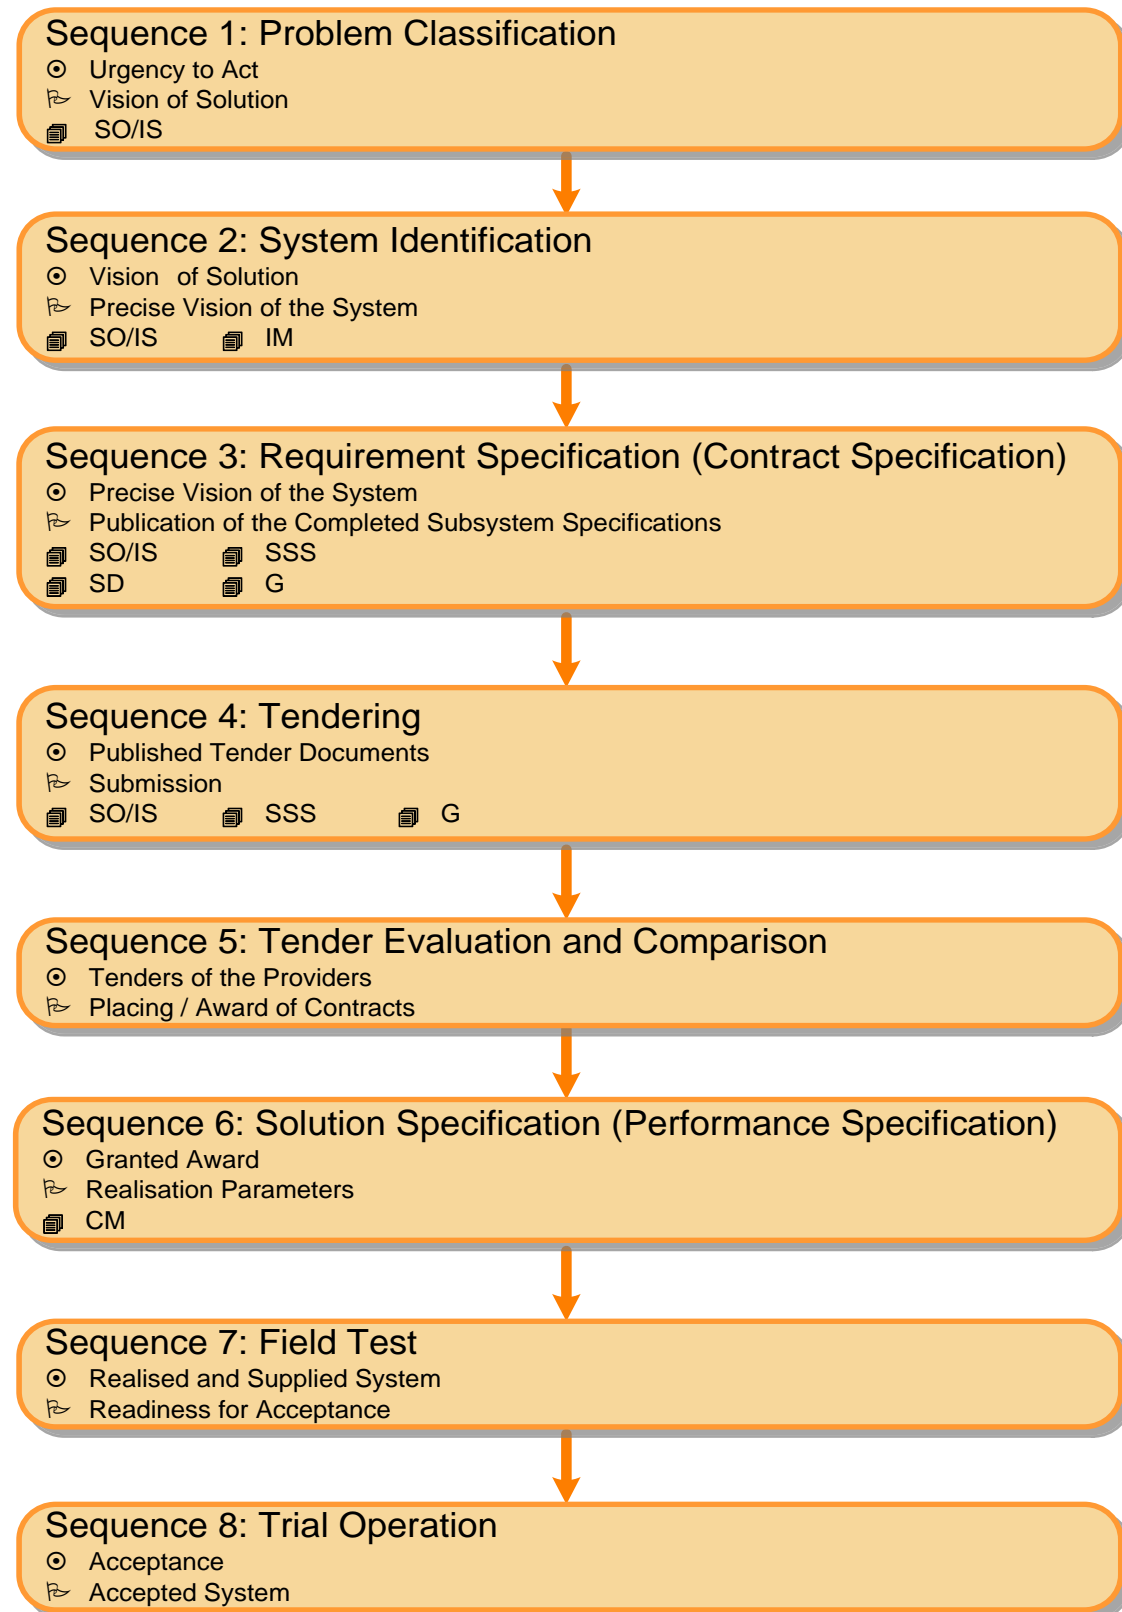 Sequence 1: Problem Classification
Urgency to Act
Vision of Solution
SO/IS
Sequence 2: System Identification
Vision of Solution
Precise Vision of the System
SO/IS IM
Sequence 3: Requirement Specification (Contract Specification)
Precise Vision of the System
Publication of the Completed Subsystem Specifications
SO/IS SSS
SD G
Sequence 4: Tendering
Published Tender Documents
Submission
SO/IS SSS G
Sequence 5: Tender Evaluation and Comparison
Tenders of the Providers
Placing / Award of Contracts
Sequence 6: Solution Specification (Performance Specification)
Granted Award
Realisation Parameters
CM
Sequence 7: Field Test
Realised and Supplied System
Readiness for Acceptance
Sequence 8: Trial Operation
Acceptance
Accepted System